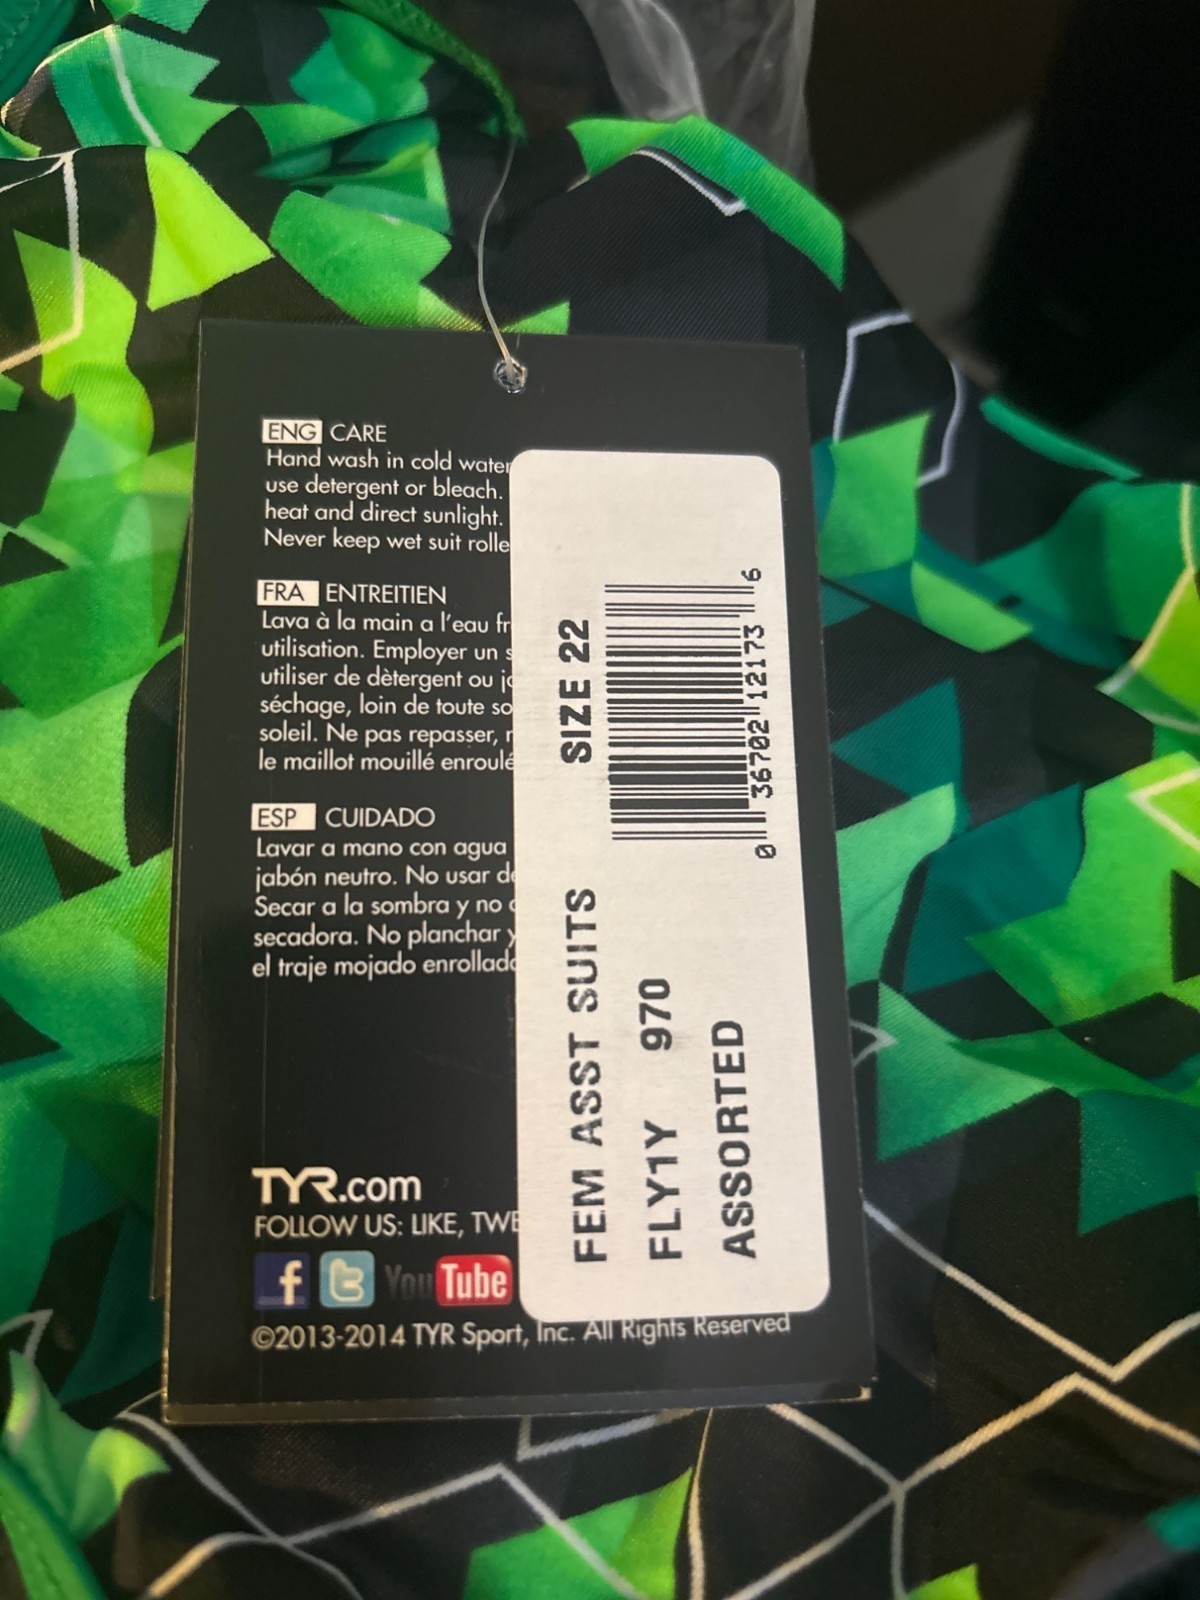 ENG CARE
Hand wash in cold water
use detergent or bleach.
heat and direct sunlight.
Never keep wet suit rolle
FRA ENTREITIEN
Lava à la main a l'eau fr
utilisation. Employer un s
utiliser de dètergent ou
séchage, loin de toute so
soleil. Ne pas repasser,
le maillot mouillé enroulé
ESP CUIDADO
Lavar a mano con agua
jabón neutro. No usar de
Secar a la sombra y no
secadora. No planchar y
el traje mojado enrollado
TYR.com
FOLLOW US: LIKE, TWE
f t YouTube
©2013-2014 TYR Sport, Inc. All Rights Reserved
FEM ASST SUITS SIZE 22
FLY1Y 970
ASSORTED
0 36702 12173 6